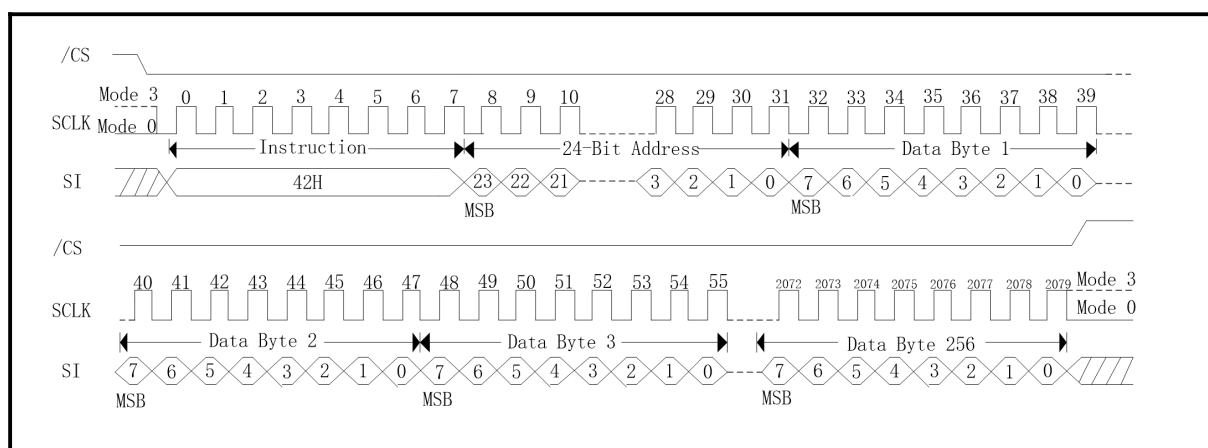 /CS
Mode 3 0 1 2 3 4 5 6 7 8 9 10 28 29 30 31 32 33 34 35 36 37 38 39
SCLK Mode 0
Instruction 24-Bit Address Data Byte 1
SI 42H 23 22 21 3 2 1 0 7 6 5 4 3 2 1 0
MSB MSB
/CS
40 41 42 43 44 45 46 47 48 49 50 51 52 53 54 55 2072 2073 2074 2075 2076 2077 2078 2079 Mode 3
SCLK Mode 0
Data Byte 2 Data Byte 3 Data Byte 256
SI 7 6 5 4 3 2 1 0 7 6 5 4 3 2 1 0 7 6 5 4 3 2 1 0
MSB MSB MSB